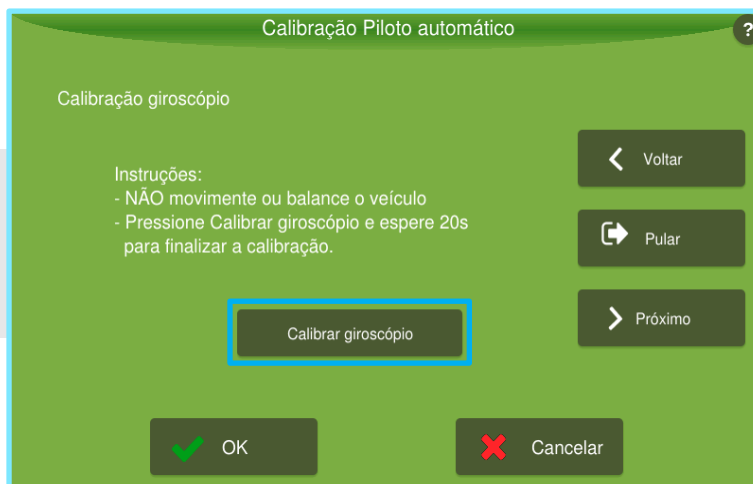 Calibração Piloto automático
?
Calibração giroscópio
Instruções:
- NÃO movimente ou balance o veículo
- Pressione Calibrar giroscópio e espere 20s
para finalizar a calibração.
Voltar
Pular
Próximo
Calibrar giroscópio
OK
Cancelar